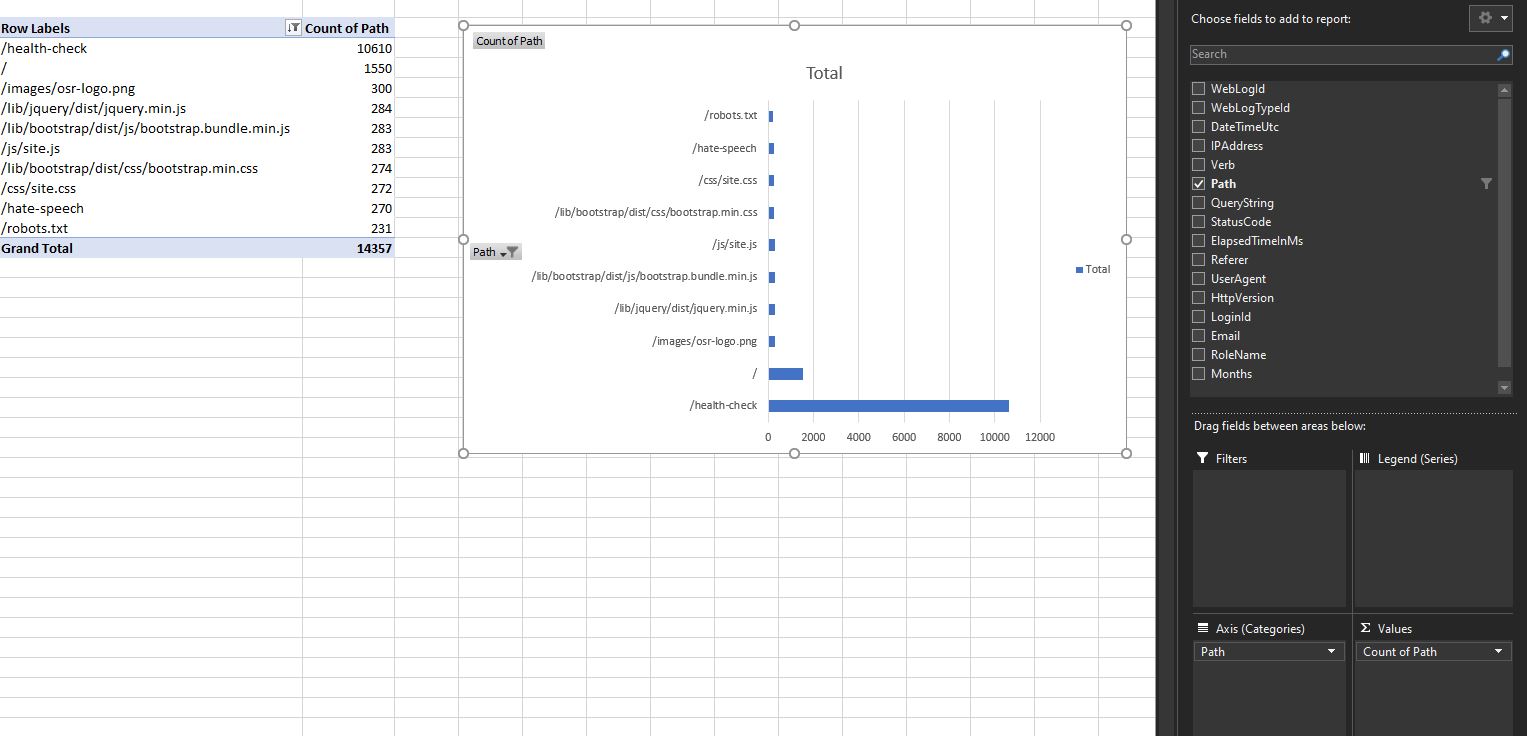 Row Labels Count of Path
/health-check 10610
/ 1550
/images/osr-logo.png 300
/lib/jquery/dist/jquery.min.js 284
/lib/bootstrap/dist/js/bootstrap.bundle.min.js 283
/js/site.js 283
/lib/bootstrap/dist/css/bootstrap.min.css 274
/css/site.css 272
/hate-speech 270
/robots.txt 231
Grand Total 14357
Count of Path
Total
/robots.txt
/hate-speech
/css/site.css
/lib/bootstrap/dist/css/bootstrap.min.css
/js/site.js
Path
/lib/bootstrap/dist/js/bootstrap.bundle.min.js
/lib/jquery/dist/jquery.min.js
/images/osr-logo.png
/
/health-check
0 2000 4000 6000 8000 10000 12000
Total
Choose fields to add to report:
Search
WebLogId
WebLogTypeId
DateTimeUtc
IPAddress
Verb
Path
QueryString
StatusCode
ElapsedTimeInMs
Referer
UserAgent
HttpVersion
LoginId
Email
RoleName
Months
Drag fields between areas below:
Filters
Legend (Series)
Axis (Categories)
Path
Σ Values
Count of Path